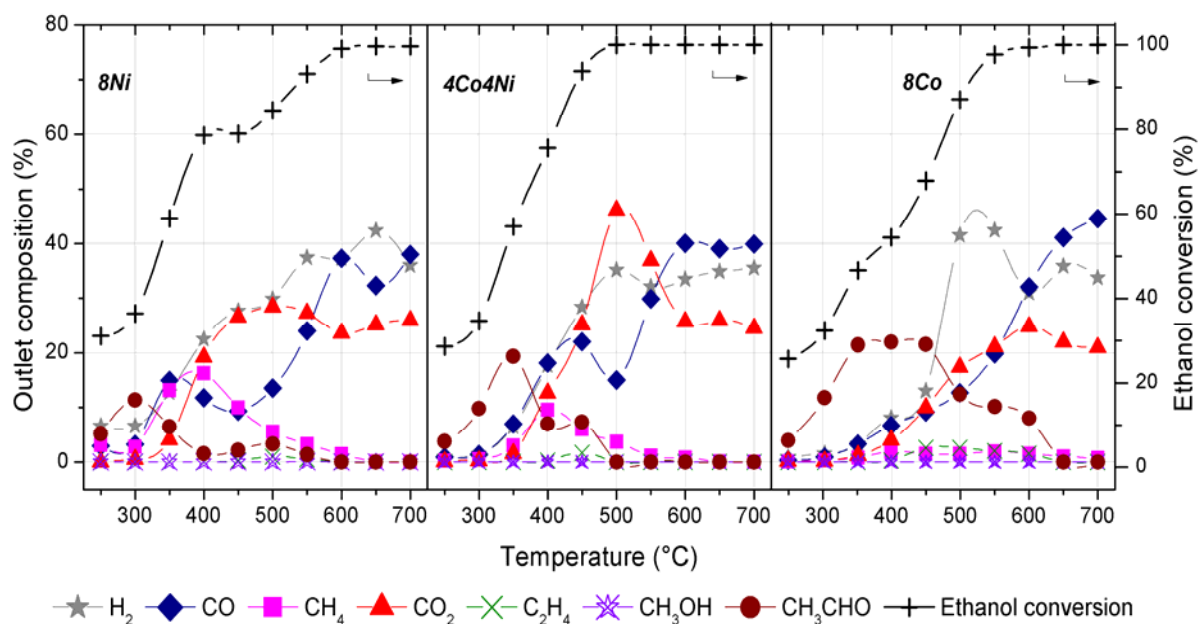 80
60
40
20
0
Outlet composition (%)
8Ni
4Co4Ni
8Co
100
80
60
40
20
0
Ethanol conversion (%)
300 400 500 600 700 300 400 500 600 700 300 400 500 600 700
Temperature (°C)
H₂ CO CH₄ CO₂ C₂H₄ CH₃OH CH₃CHO Ethanol conversion